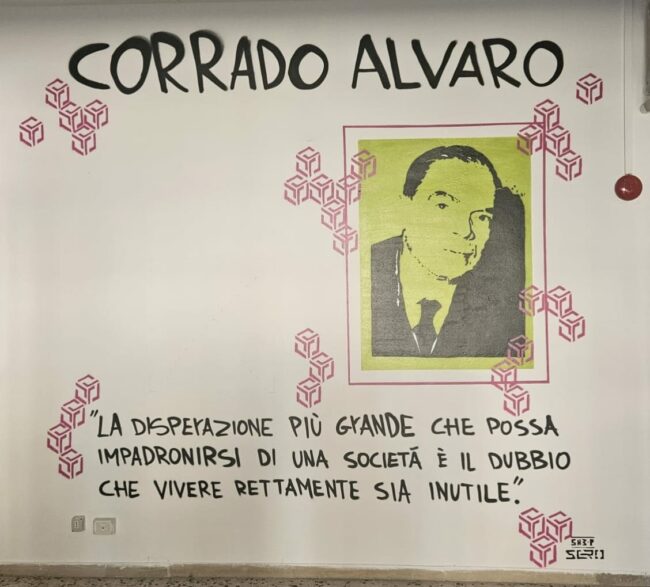 CORRADO ALVARO
"LA DISPERAZIONE PIÙ GRANDE CHE POSSA
IMPADRONIRSI DI UNA SOCIETÁ È IL DUBBIO
CHE VIVERE RETTAMENTE SIA INUTILE".